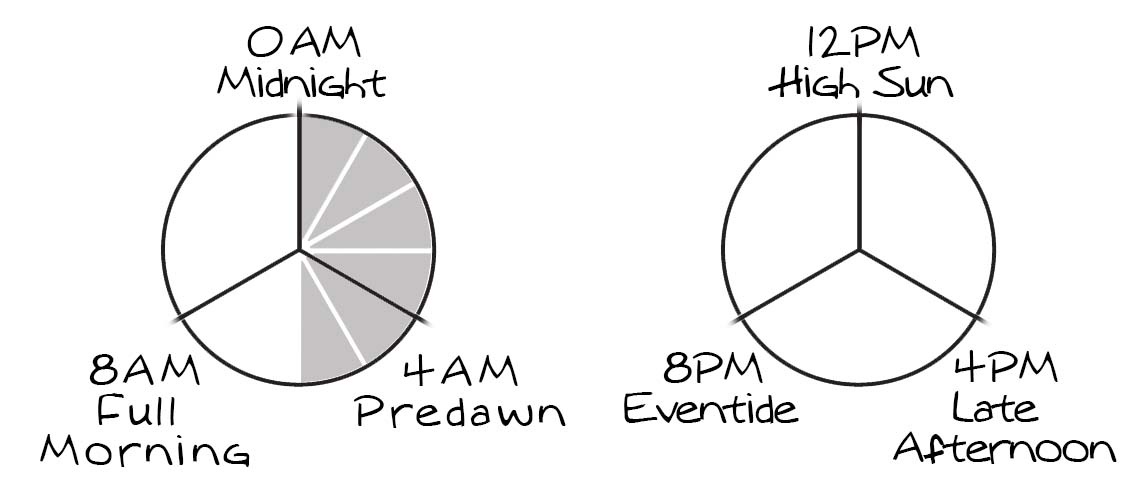 0AM
Midnight
12PM
High Sun
8AM
Full
Morning
4AM
Predawn
8PM
Eventide
4PM
Late
Afternoon